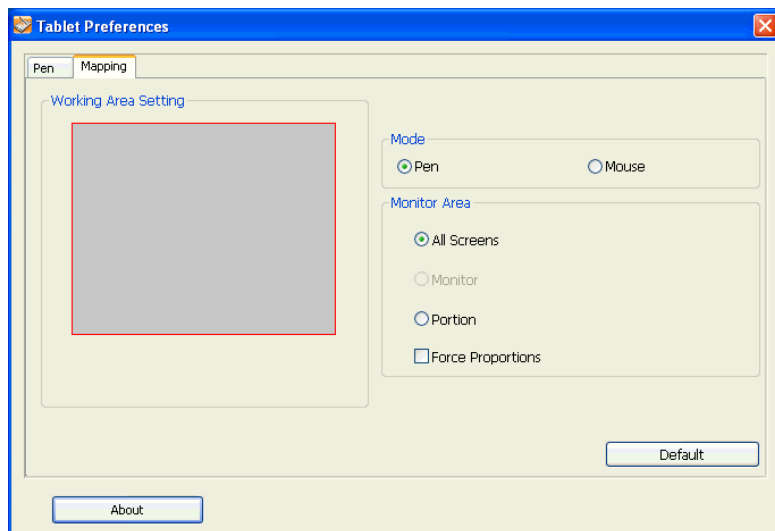 Tablet Preferences
Pen
Mapping
Working Area Setting
Mode
Pen
Mouse
Monitor Area
All Screens
Monitor
Portion
Force Proportions
Default
About